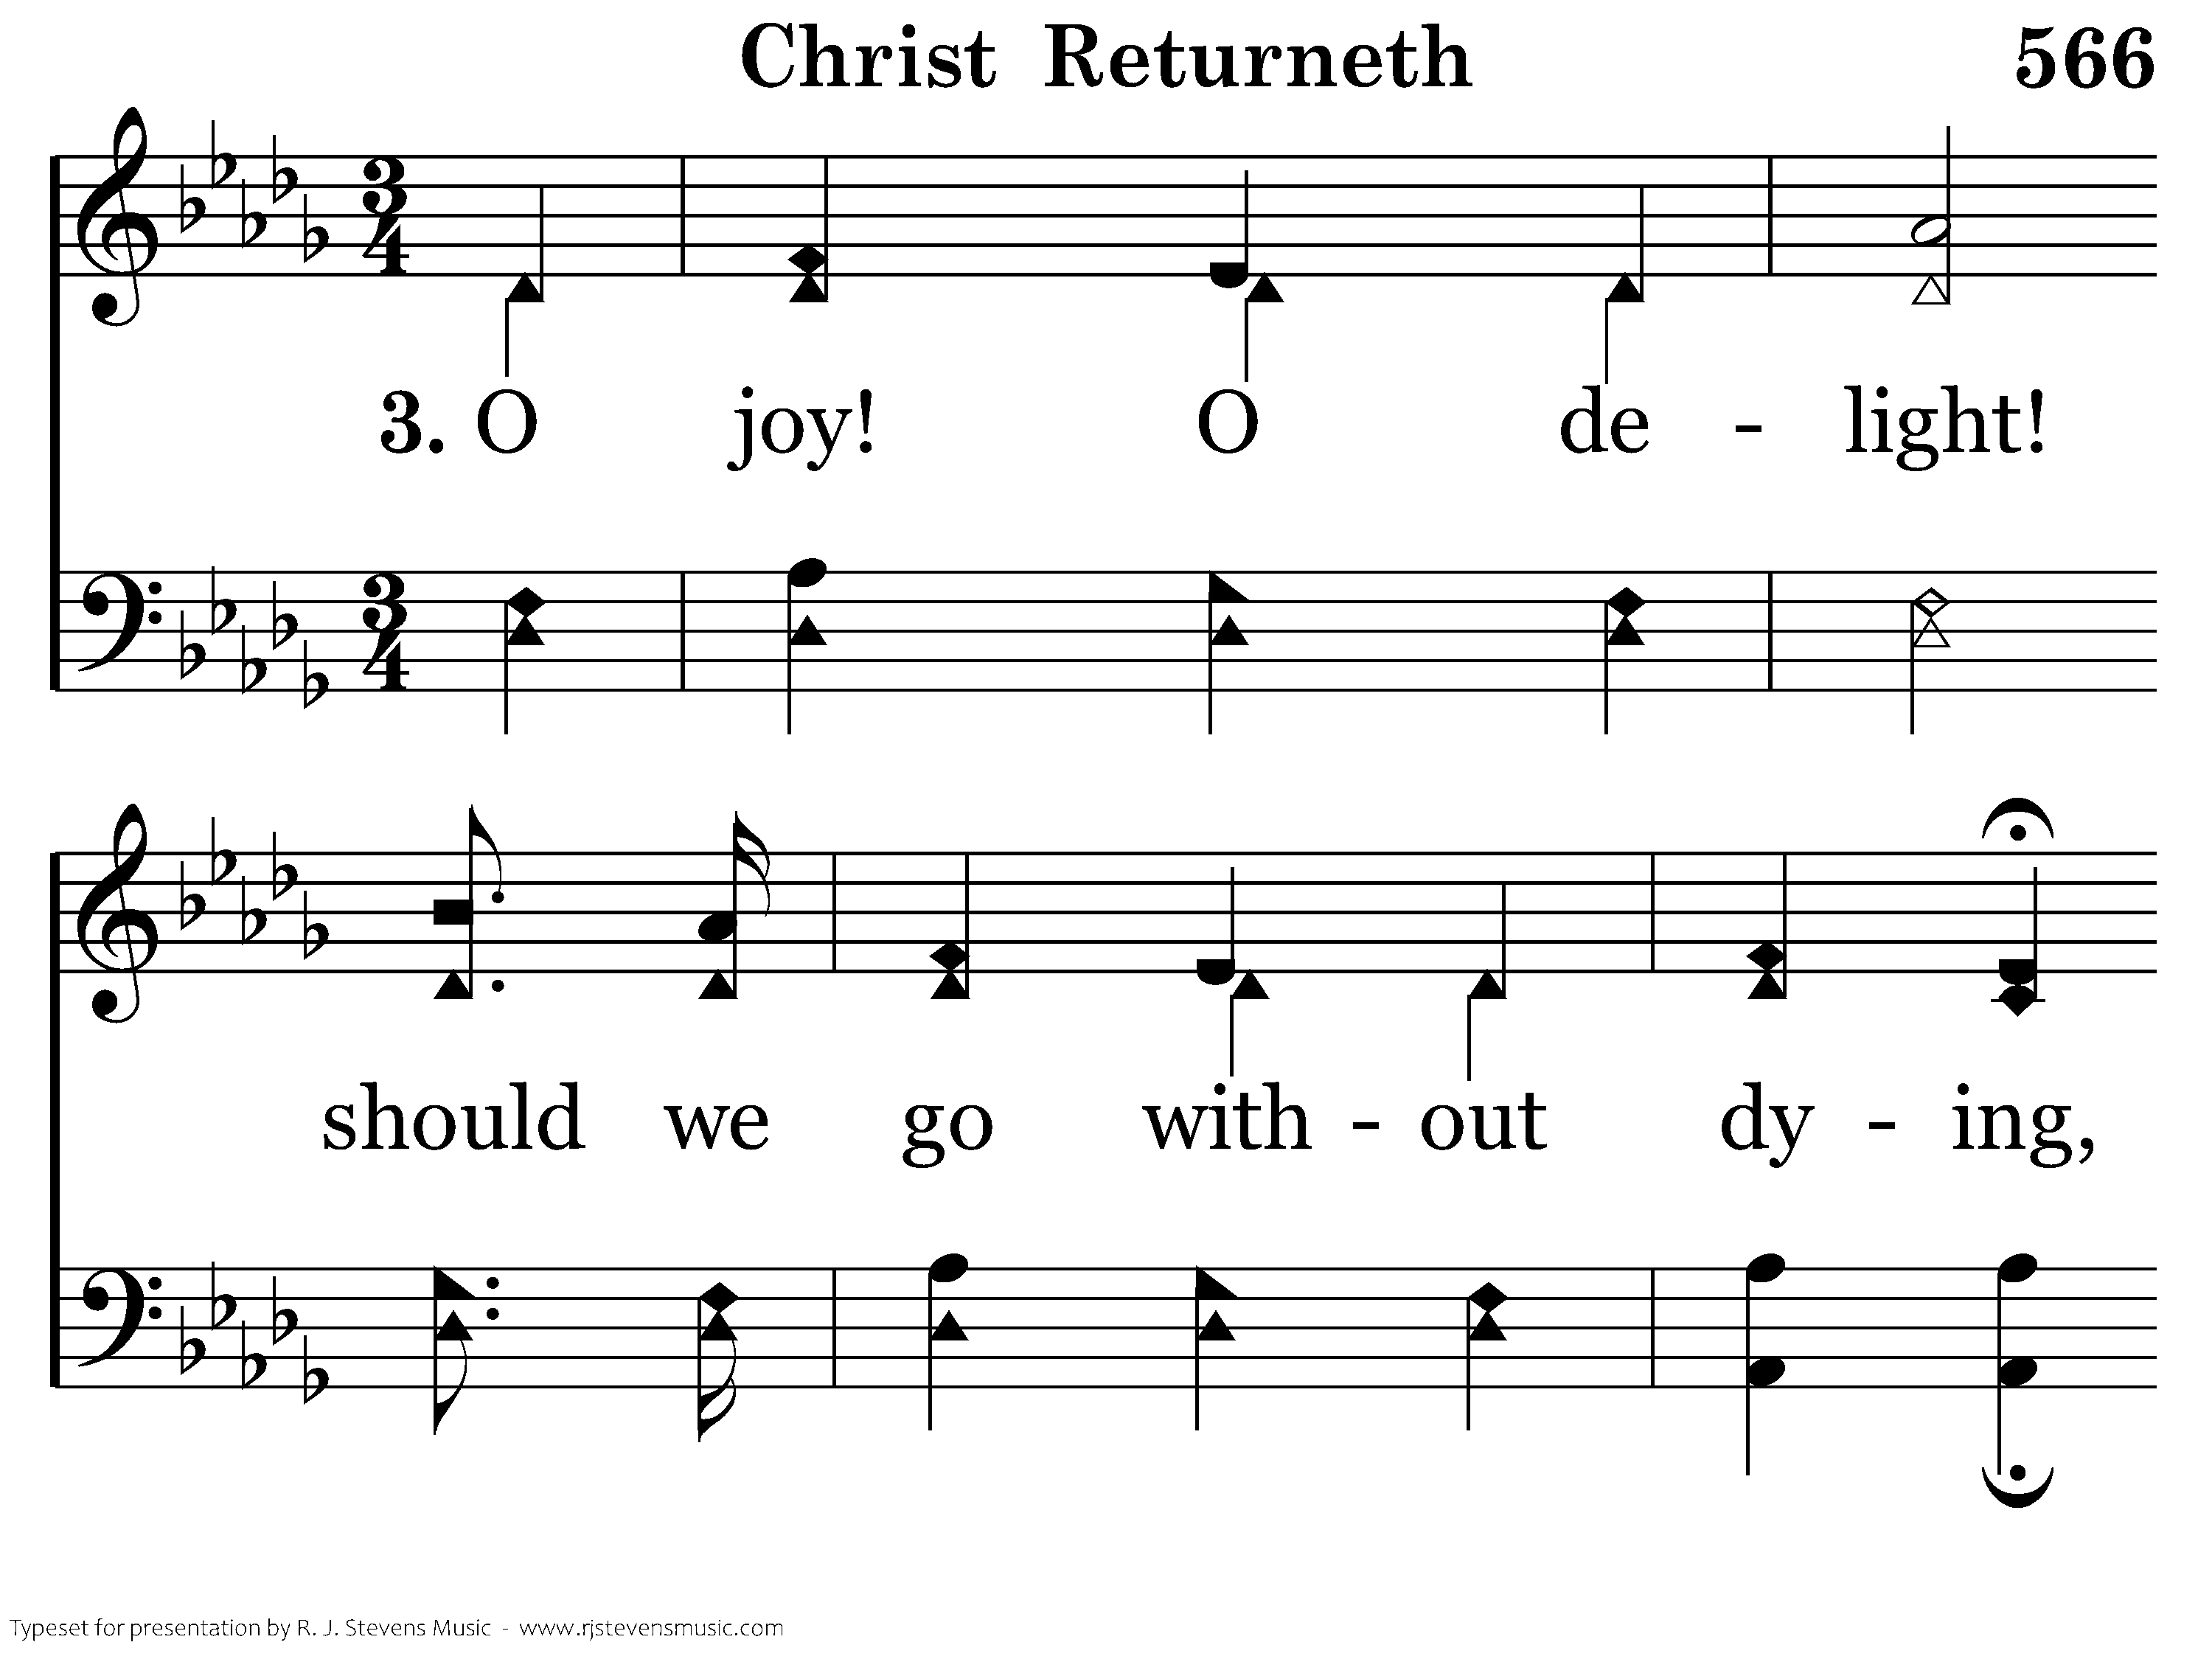 Christ Returneth 566
3. O joy! O de - light!
should we go with - out dy - ing,
Typeset for presentation by R. J. Stevens Music - www.rjstevensmusic.com